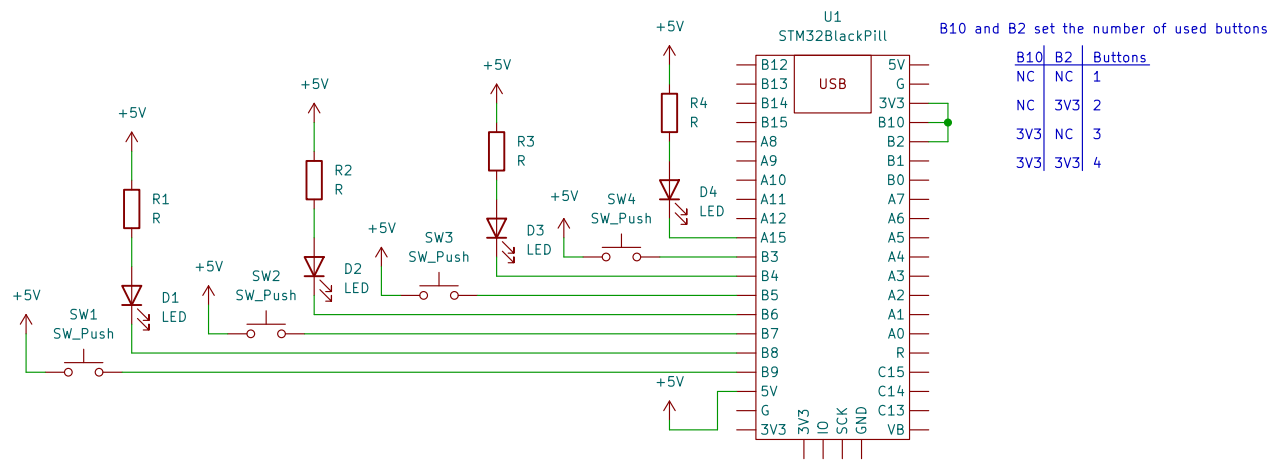 U1
STM32BlackPill
USB
B12
B13
B14
B15
A8
A9
A10
A11
A12
A15
B3
B4
B5
B6
B7
B8
B9
5V
G
3V3
5V
G
3V3
B10
B2
B1
B0
A7
A6
A5
A4
A3
A2
A1
A0
R
C15
C14
C13
VB
3V3
IO
SCK
GND
B10 and B2 set the number of used buttons
B10 B2 Buttons
NC NC 1
NC 3V3 2
3V3 NC 3
3V3 3V3 4
+5V
R4
R
D4
LED
+5V
SW4
SW_Push
+5V
R3
R
D3
LED
+5V
SW3
SW_Push
+5V
R2
R
D2
LED
+5V
SW2
SW_Push
+5V
R1
R
D1
LED
+5V
SW1
SW_Push
+5V